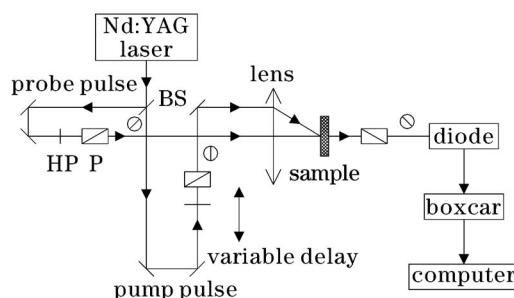 Nd:YAG
laser
probe pulse
BS
lens
HP P
sample
diode
boxcar
variable delay
pump pulse
computer